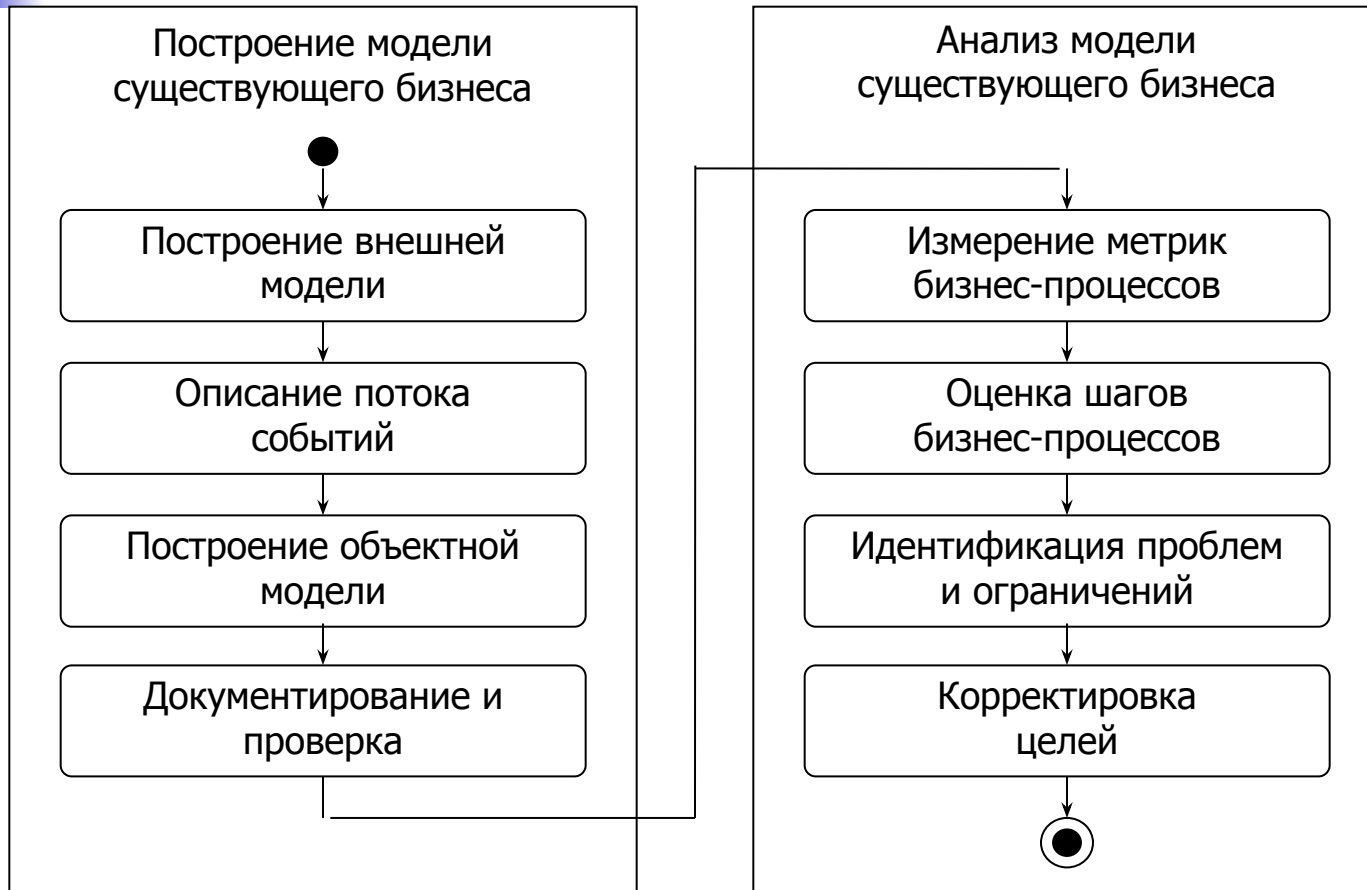 Построение модели
существующего бизнеса
Построение внешней
модели
Описание потока
событий
Построение объектной
модели
Документирование и
проверка
Анализ модели
существующего бизнеса
Измерение метрик
бизнес-процессов
Оценка шагов
бизнес-процессов
Идентификация проблем
и ограничений
Корректировка
целей